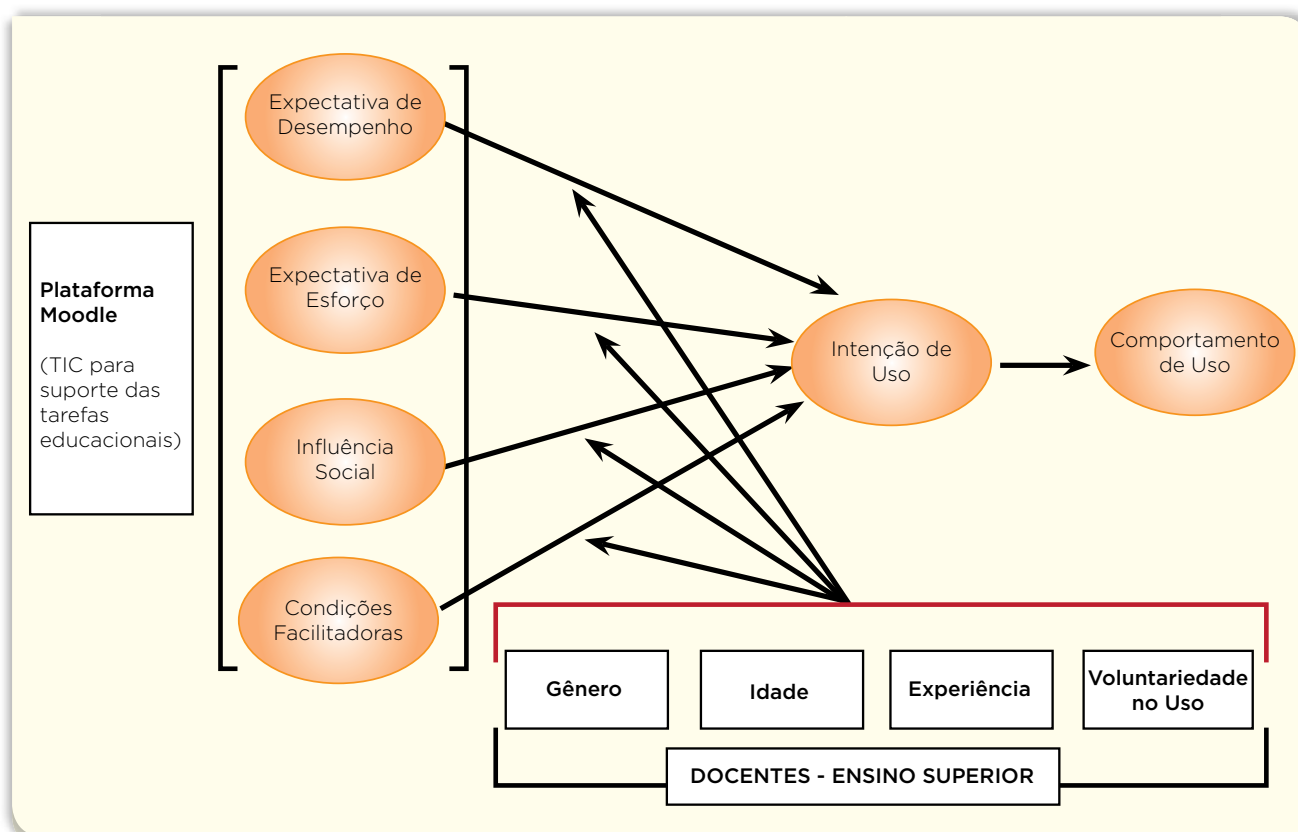 Expectativa de
Desempenho
Expectativa de
Esforço
Influência
Social
Condições
Facilitadoras
Plataforma
Moodle
(TIC para
suporte das
tarefas
educacionais)
Intenção de
Uso
Comportamento
de Uso
Gênero
Idade
Experiência
Voluntariedade
no Uso
DOCENTES - ENSINO SUPERIOR